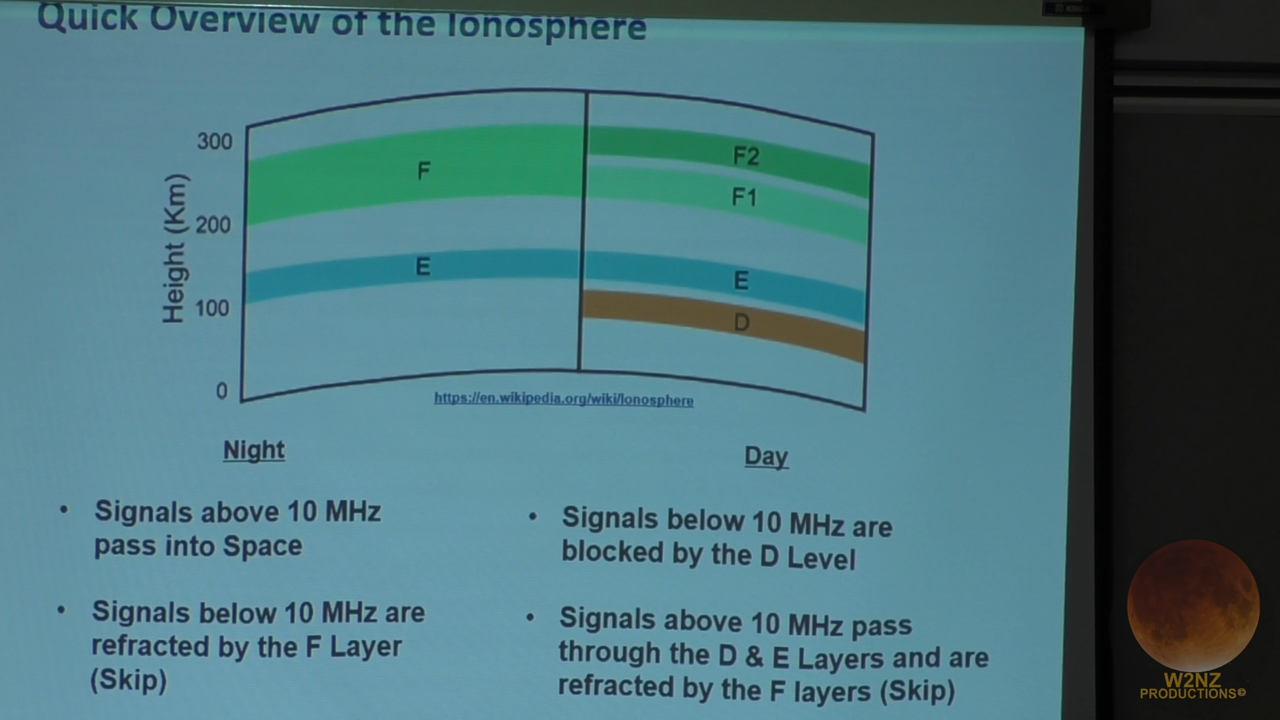 Quick Overview of the Ionosphere
300
F
F2
F1
200
Height (Km)
E
E
100
D
0
https://en.wikipedia.org/wiki/Ionosphere
Night
• Signals above 10 MHz
pass into Space
• Signals below 10 MHz are
refracted by the F Layer
(Skip)
Day
• Signals below 10 MHz are
blocked by the D Level
• Signals above 10 MHz pass
through the D & E Layers and are
refracted by the F layers (Skip)
W2NZ
PRODUCTIONS©